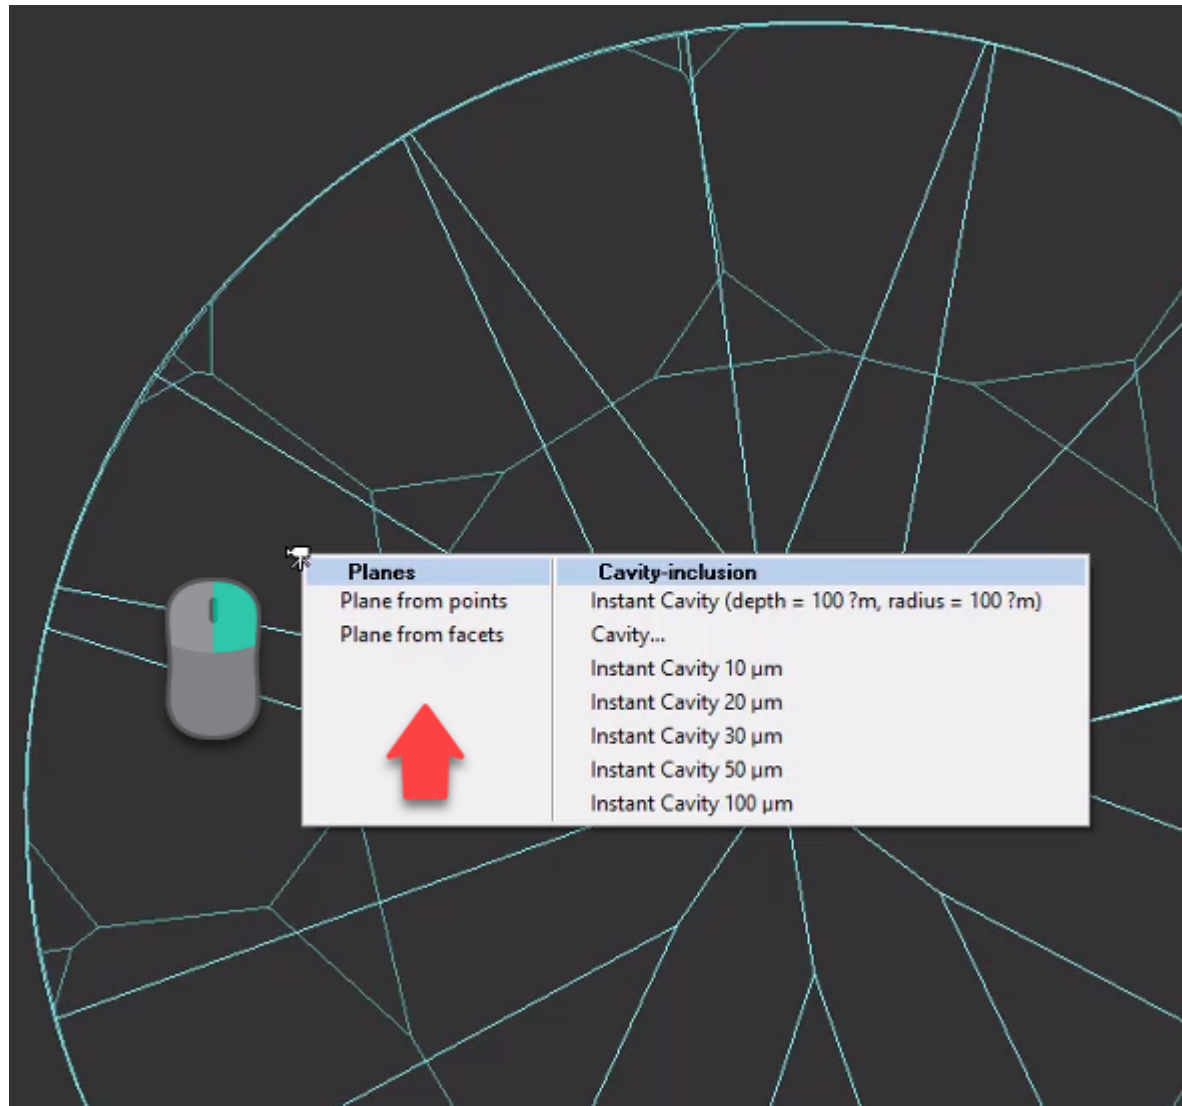 Planes
Plane from points
Plane from facets
Cavity-inclusion
Instant Cavity (depth = 100 ?m, radius = 100 ?m)
Cavity...
Instant Cavity 10 µm
Instant Cavity 20 µm
Instant Cavity 30 µm
Instant Cavity 50 µm
Instant Cavity 100 µm